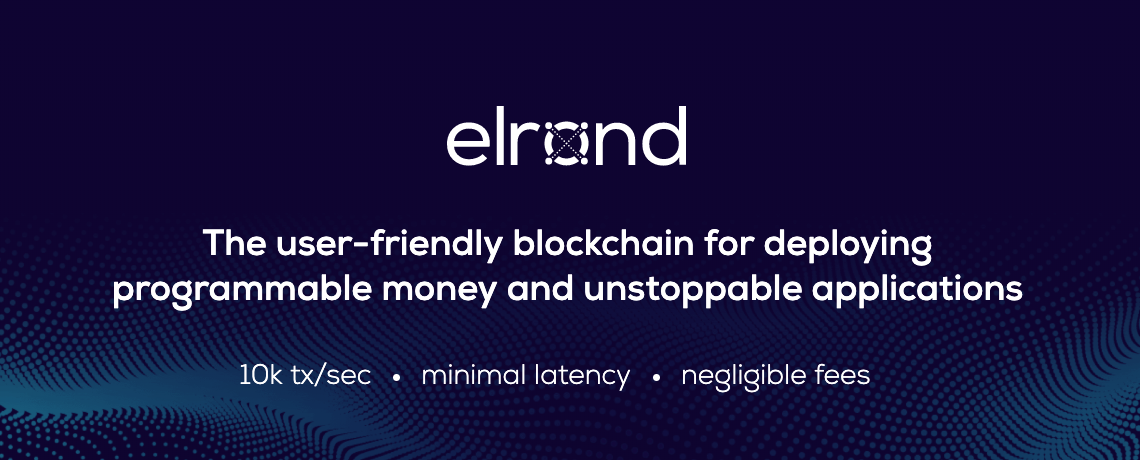 elrond
The user-friendly blockchain for deploying
programmable money and unstoppable applications
10k tx/sec • minimal latency • negligible fees